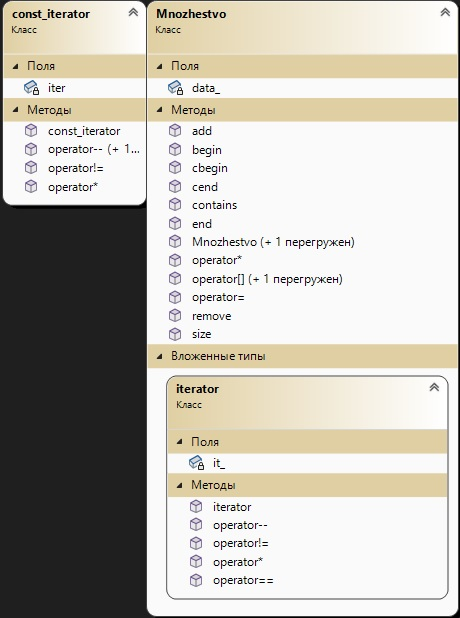 const_iterator
Класс
Поля
iter
Методы
const_iterator
operator-- (+ 1...
operator!=
operator*
Mnozhestvo
Класс
Поля
data_
Методы
add
begin
cbegin
cend
contains
end
Mnozhestvo (+ 1 перегружен)
operator*
operator[] (+ 1 перегружен)
operator=
remove
size
Вложенные типы
iterator
Класс
Поля
it_
Методы
iterator
operator--
operator!=
operator*
operator==